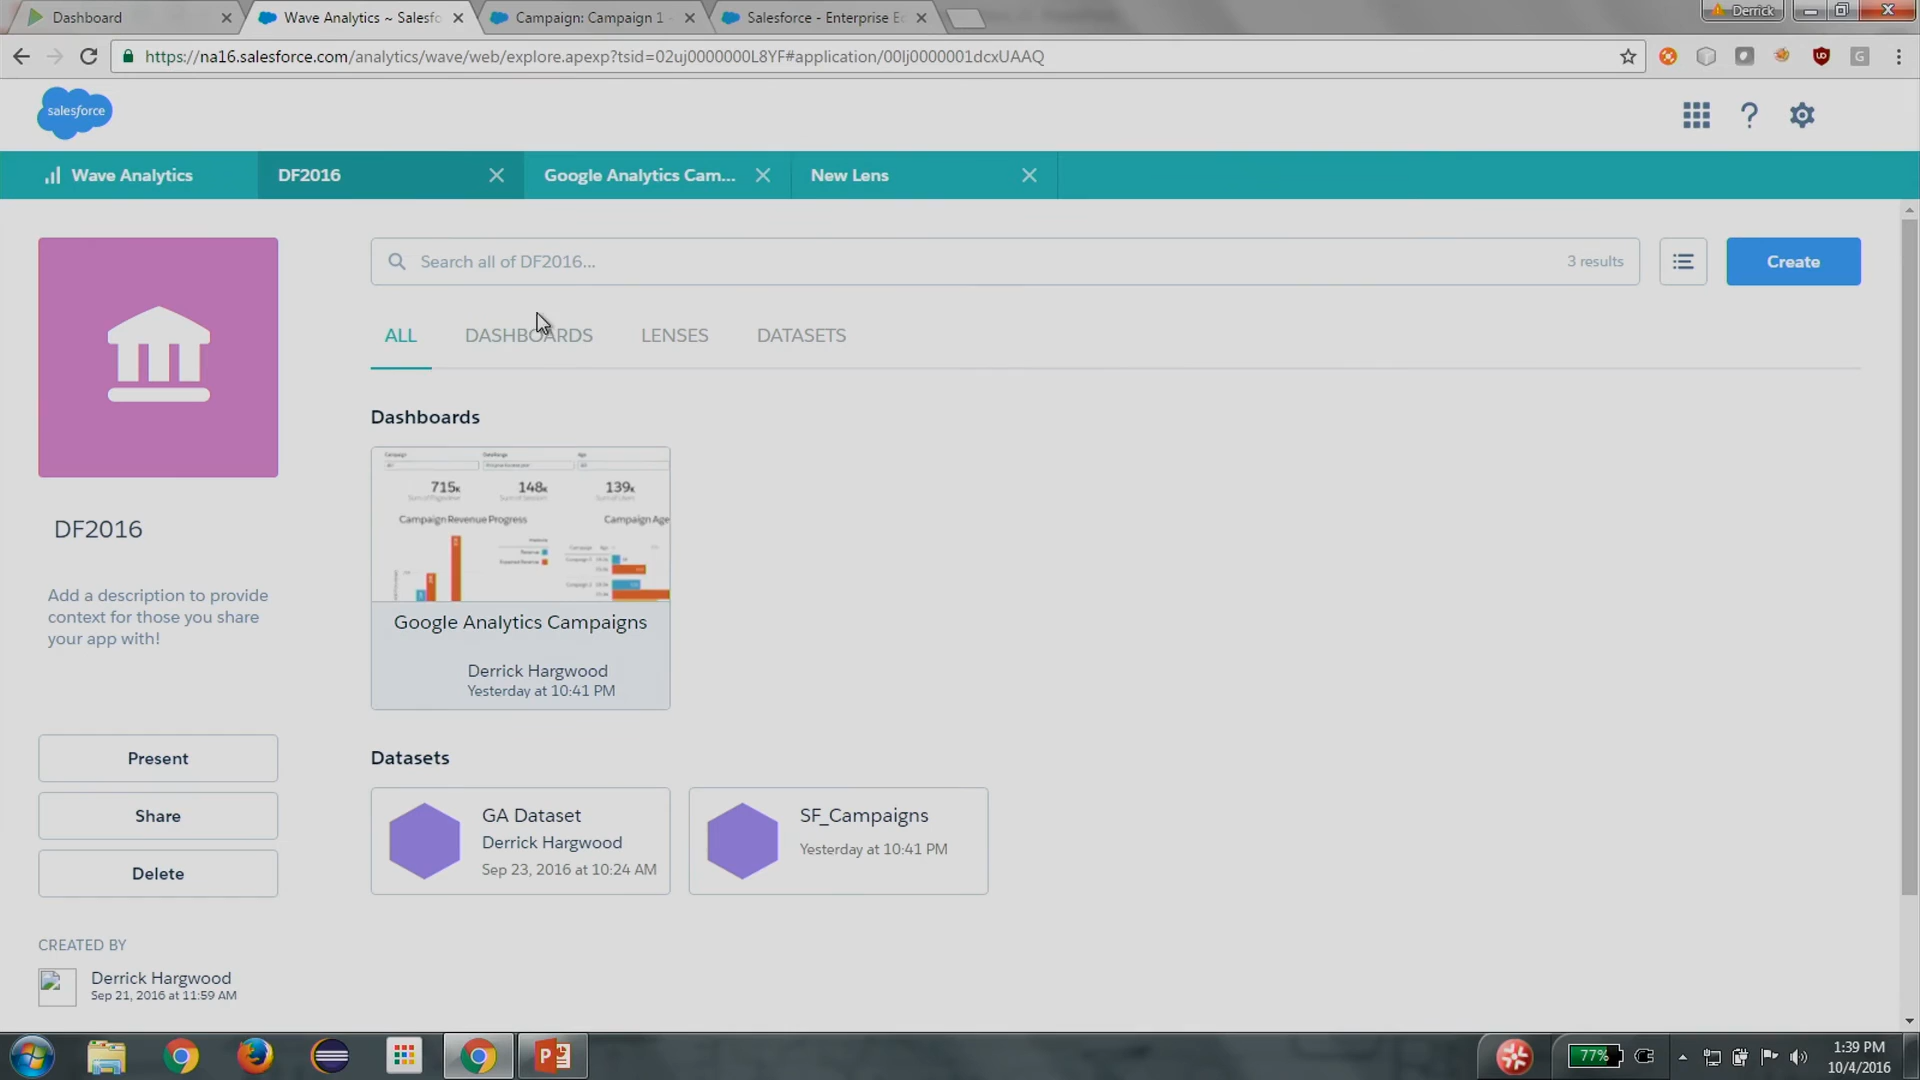 Dashboard
Wave Analytics ~ Salesfo
Campaign: Campaign 1
Salesforce - Enterprise Ec
Derrick
https://na16.salesforce.com/analytics/wave/web/explore.apexp?tsid=02uj0000000L8YF#application/00lj0000001dcxUAAQ
salesforce
Wave Analytics
DF2016
Google Analytics Cam...
New Lens
Search all of DF2016...
3 results
Create
ALL
DASHBOARDS
LENSES
DATASETS
Dashboards
715K
148K
139K
Campaign Revenue Progress
Campaign Age
Google Analytics Campaigns
Derrick Hargwood
Yesterday at 10:41 PM
DF2016
Add a description to provide
context for those you share
your app with!
Present
Share
Delete
Datasets
GA Dataset
Derrick Hargwood
Sep 23, 2016 at 10:24 AM
SF_Campaigns
Yesterday at 10:41 PM
CREATED BY
Derrick Hargwood
Sep 21, 2016 at 11:59 AM
77%
1:39 PM
10/4/2016